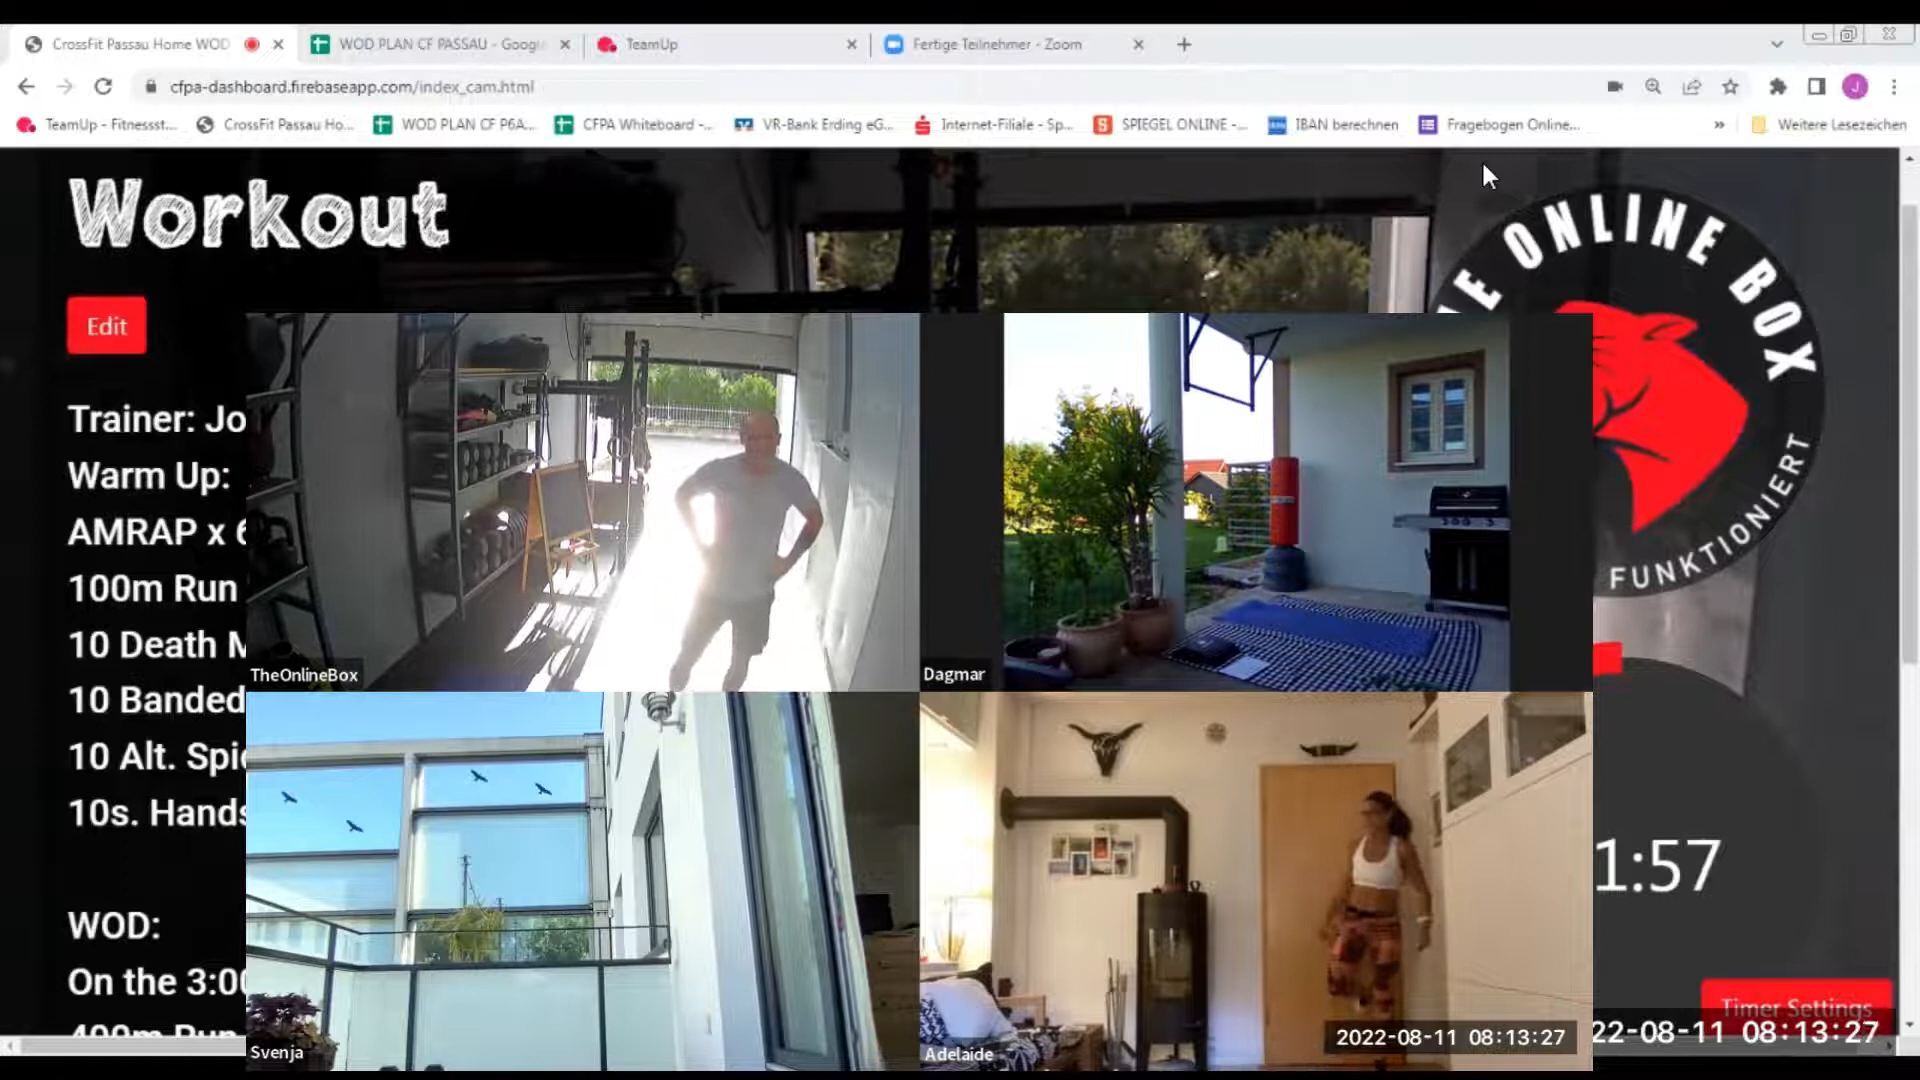 CrossFit Passau Home WOD
WOD PLAN CF PASSAU - Google
TeamUp
Fertige Teilnehmer - Zoom
cfpa-dashboard.firebaseapp.com/index_cam.html
J
TeamUp - Fitnessst...
CrossFit Passau Ho...
WOD PLAN CF P6A...
CFPA Whiteboard -...
VR-Bank Erding eG...
Internet-Filiale - Sp...
SPIEGEL ONLINE -...
IBAN berechnen
Fragebogen Online...
»
Weitere Lesezeichen
Workout
Edit
Trainer: Jo
Warm Up:
AMRAP x 6
100m Run
10 Death M
10 Banded
10 Alt. Spi
10s. Hands
WOD:
On the 3:00
400m Run
NE ONLINE BOX
FUNKTIONIERT
TheOnlineBox
Dagmar
Svenja
Adelaide
1:57
Timer Settings
2022-08-11 08:13:27
22-08-11 08:13:27